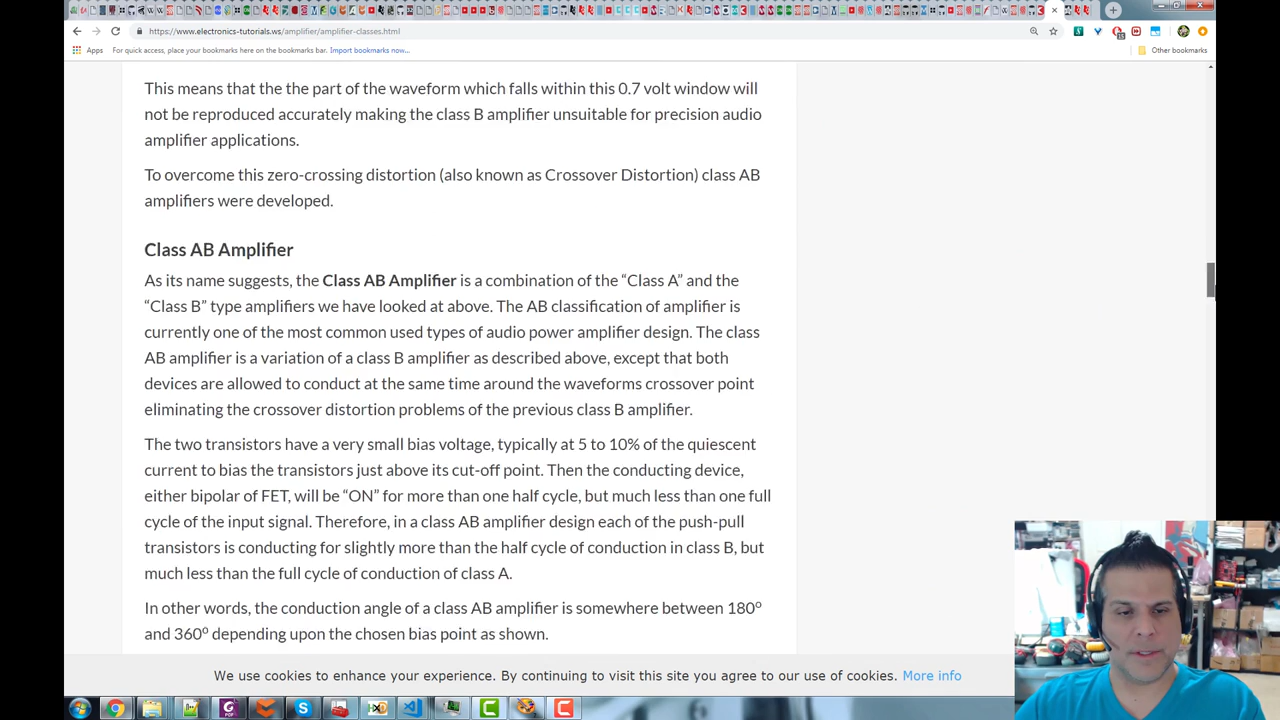 https://www.electronics-tutorials.ws/amplifier/amplifier-classes.html
Apps For quick access, place your bookmarks here on the bookmarks bar. Import bookmarks now... Other bookmarks
This means that the the part of the waveform which falls within this 0.7 volt window will
not be reproduced accurately making the class B amplifier unsuitable for precision audio
amplifier applications.
To overcome this zero-crossing distortion (also known as Crossover Distortion) class AB
amplifiers were developed.
Class AB Amplifier
As its name suggests, the Class AB Amplifier is a combination of the “Class A” and the
“Class B” type amplifiers we have looked at above. The AB classification of amplifier is
currently one of the most common used types of audio power amplifier design. The class
AB amplifier is a variation of a class B amplifier as described above, except that both
devices are allowed to conduct at the same time around the waveforms crossover point
eliminating the crossover distortion problems of the previous class B amplifier.
The two transistors have a very small bias voltage, typically at 5 to 10% of the quiescent
current to bias the transistors just above its cut-off point. Then the conducting device,
either bipolar of FET, will be “ON” for more than one half cycle, but much less than one full
cycle of the input signal. Therefore, in a class AB amplifier design each of the push-pull
transistors is conducting for slightly more than the half cycle of conduction in class B, but
much less than the full cycle of conduction of class A.
In other words, the conduction angle of a class AB amplifier is somewhere between 180º
and 360º depending upon the chosen bias point as shown.
We use cookies to enhance your experience. By continuing to visit this site you agree to our use of cookies. More info